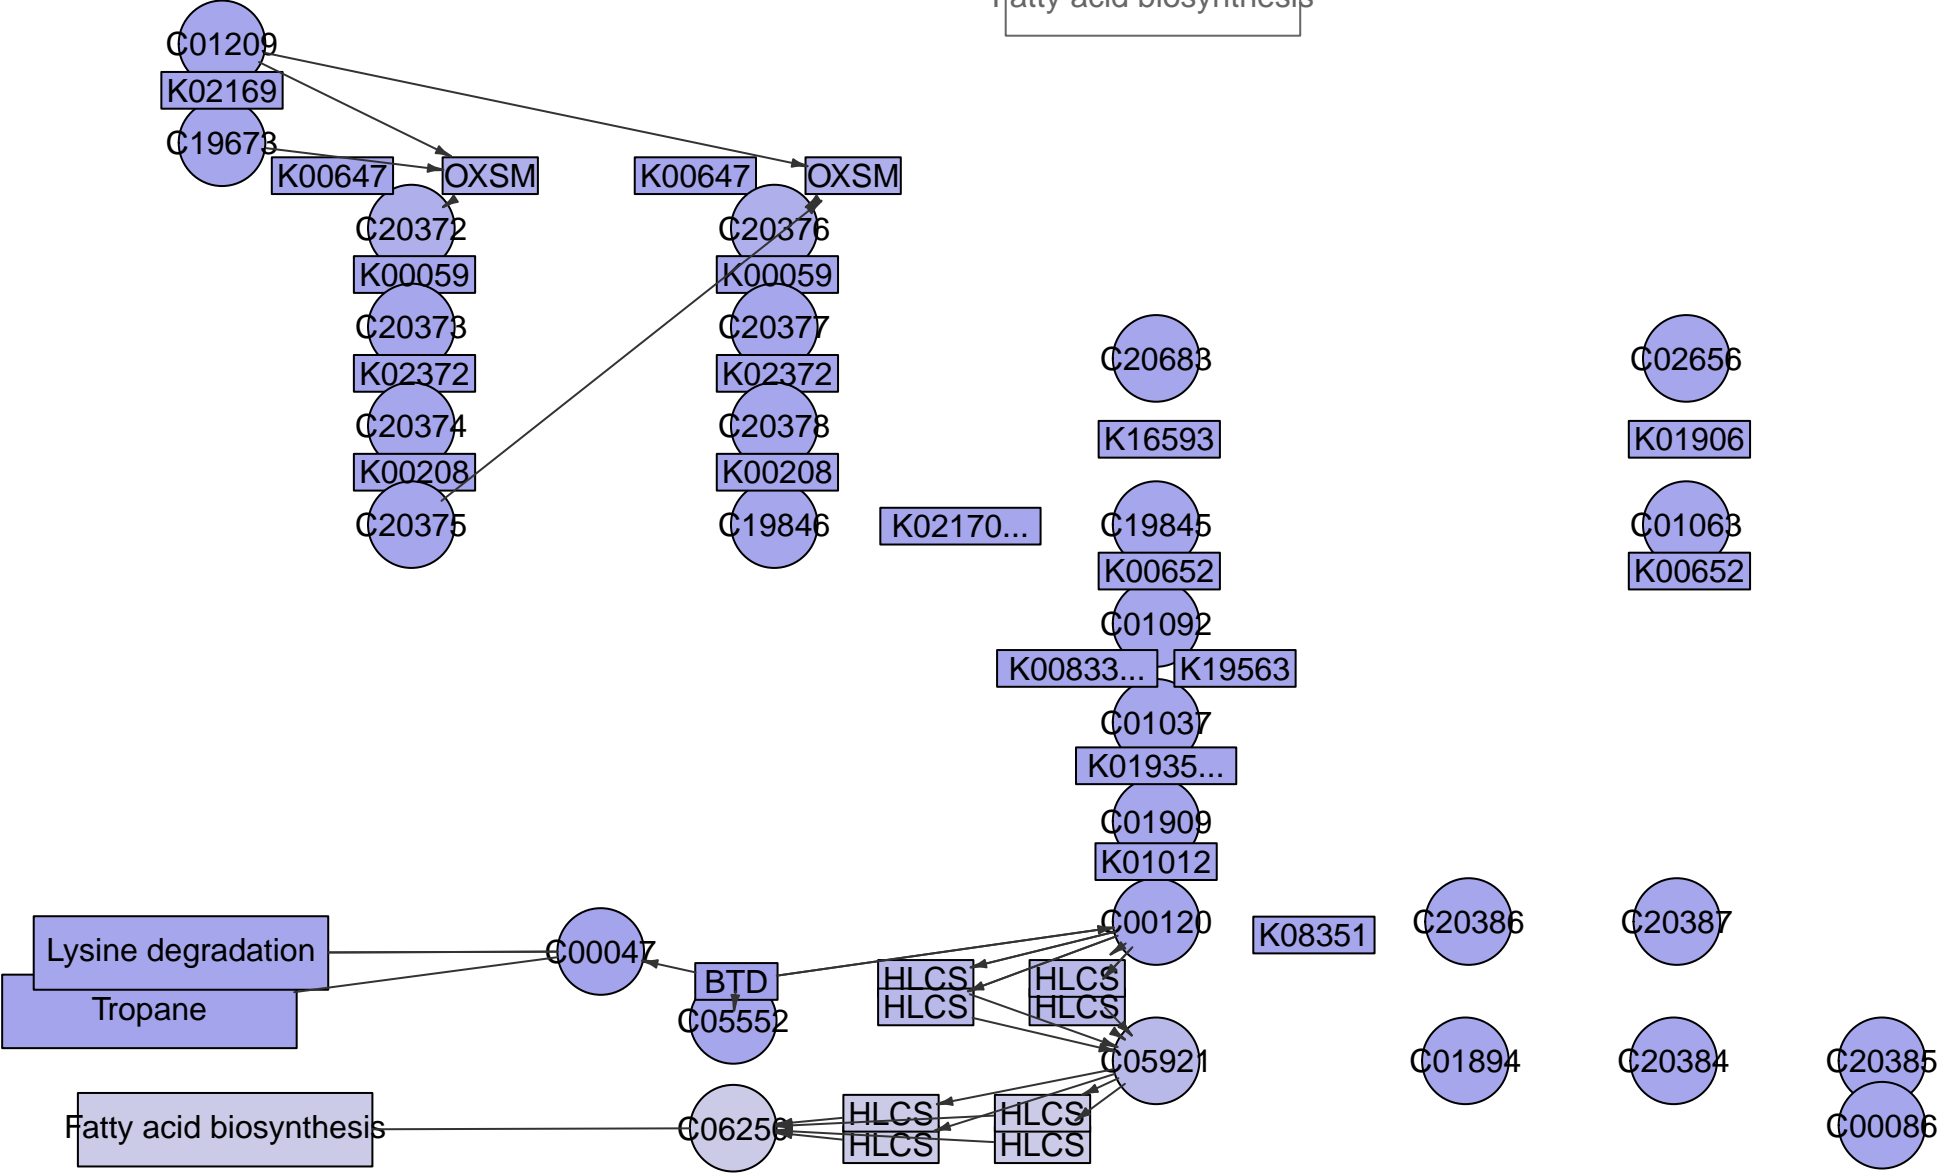 Fatty acid biosynthesis
C01209
K02169
C19673
K00647
OXSM
K00647
OXSM
C20372
C20376
K00059
K00059
C20373
C20377
C20683
C02656
K02372
K02372
C20374
C20378
K16593
K01906
K00208
K00208
C20375
C19846
K02170...
C19845
C01063
K00652
K00652
C01092
K00833...
K19563
C01037
K01935...
C01909
K01012
C00120
K08351
C20386
C20387
Lysine degradation
C00047
BTD
HLCS
HLCS
Tropane
C05552
HLCS
HLCS
C05921
C01894
C20384
C20385
Fatty acid biosynthesis
C06250
HLCS
HLCS
C00086
HLCS
HLCS